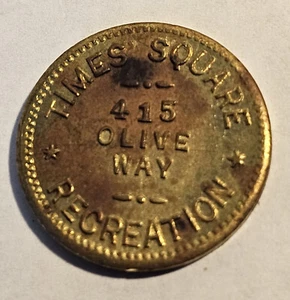 TIMES SQUARE
415
OLIVE
WAY
RECREATION